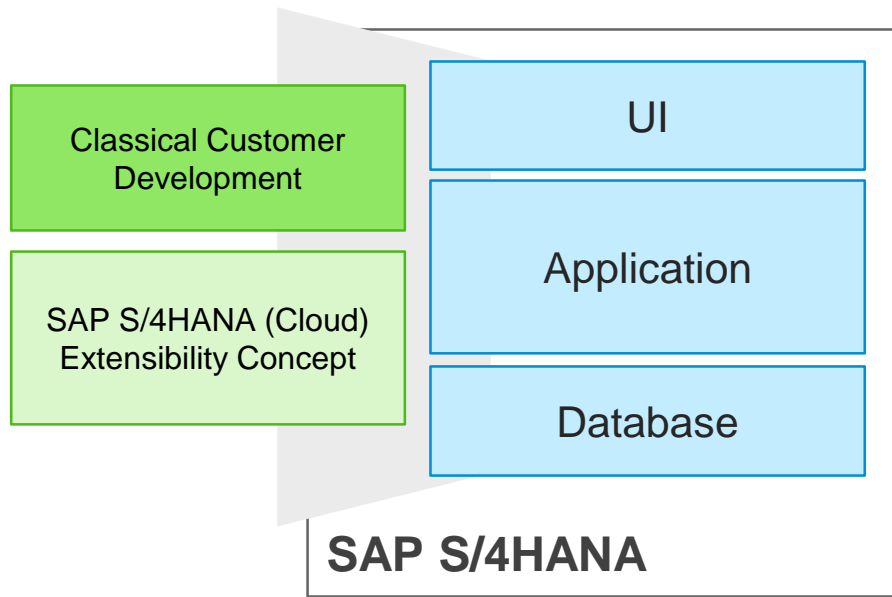 Classical Customer
Development
SAP S/4HANA (Cloud)
Extensibility Concept
UI
Application
Database
SAP S/4HANA